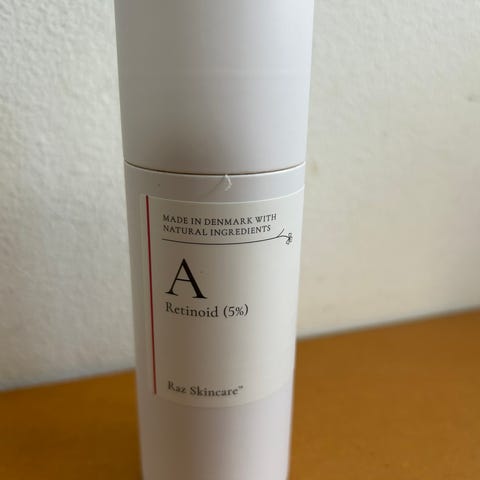 MADE IN DENMARK WITH
NATURAL INGREDIENTS
A
Retinoid (5%)
Raz Skincare™